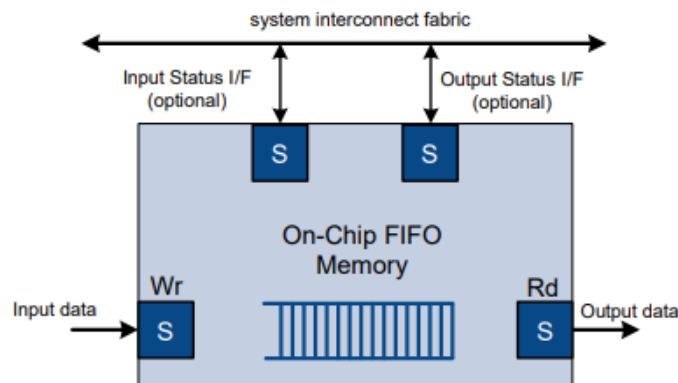 system interconnect fabric
Input Status I/F
(optional)
Output Status I/F
(optional)
S
S
On-Chip FIFO
Memory
Wr
Rd
Input data
S
S
Output data